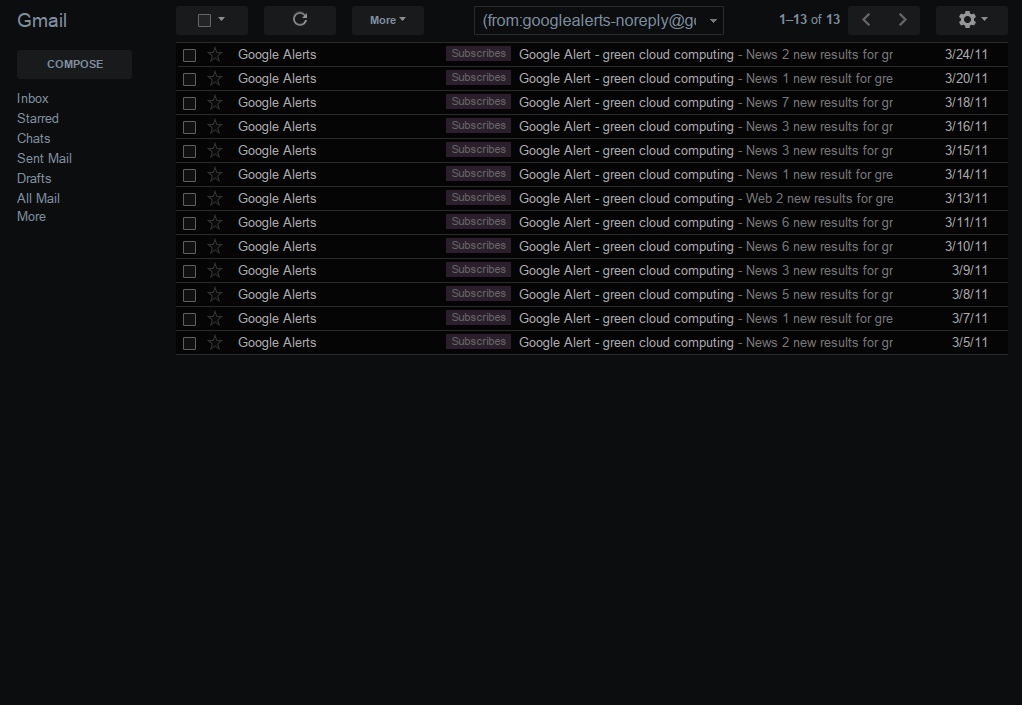 Gmail More (from:googlealerts-noreply@g 1–13 of 13
COMPOSE
Inbox
Starred
Chats
Sent Mail
Drafts
All Mail
More
Google Alerts Subscribes Google Alert - green cloud computing - News 2 new results for gr 3/24/11
Google Alerts Subscribes Google Alert - green cloud computing - News 1 new result for gre 3/20/11
Google Alerts Subscribes Google Alert - green cloud computing - News 7 new results for gr 3/18/11
Google Alerts Subscribes Google Alert - green cloud computing - News 3 new results for gr 3/16/11
Google Alerts Subscribes Google Alert - green cloud computing - News 3 new results for gr 3/15/11
Google Alerts Subscribes Google Alert - green cloud computing - News 1 new result for gre 3/14/11
Google Alerts Subscribes Google Alert - green cloud computing - Web 2 new results for gre 3/13/11
Google Alerts Subscribes Google Alert - green cloud computing - News 6 new results for gr 3/11/11
Google Alerts Subscribes Google Alert - green cloud computing - News 6 new results for gr 3/10/11
Google Alerts Subscribes Google Alert - green cloud computing - News 3 new results for gr 3/9/11
Google Alerts Subscribes Google Alert - green cloud computing - News 5 new results for gr 3/8/11
Google Alerts Subscribes Google Alert - green cloud computing - News 1 new result for gre 3/7/11
Google Alerts Subscribes Google Alert - green cloud computing - News 2 new results for gr 3/5/11